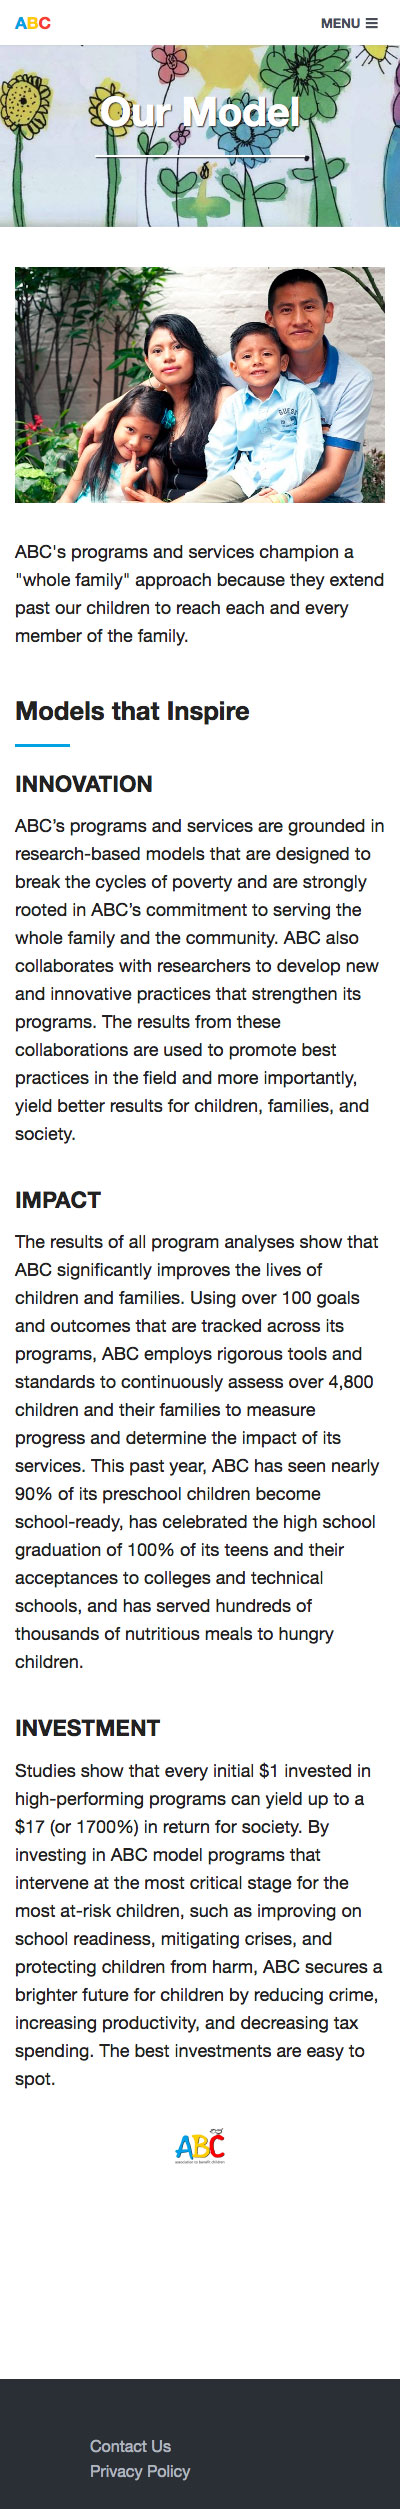 ABC
MENU
Our Model
GUESS
ABC's programs and services champion a
"whole family" approach because they extend
past our children to reach each and every
member of the family.
Models that Inspire
INNOVATION
ABC’s programs and services are grounded in
research-based models that are designed to
break the cycles of poverty and are strongly
rooted in ABC’s commitment to serving the
whole family and the community. ABC also
collaborates with researchers to develop new
and innovative practices that strengthen its
programs. The results from these
collaborations are used to promote best
practices in the field and more importantly,
yield better results for children, families, and
society.
IMPACT
The results of all program analyses show that
ABC significantly improves the lives of
children and families. Using over 100 goals
and outcomes that are tracked across its
programs, ABC employs rigorous tools and
standards to continuously assess over 4,800
children and their families to measure
progress and determine the impact of its
services. This past year, ABC has seen nearly
90% of its preschool children become
school-ready, has celebrated the high school
graduation of 100% of its teens and their
acceptances to colleges and technical
schools, and has served hundreds of
thousands of nutritious meals to hungry
children.
INVESTMENT
Studies show that every initial $1 invested in
high-performing programs can yield up to a
$17 (or 1700%) in return for society. By
investing in ABC model programs that
intervene at the most critical stage for the
most at-risk children, such as improving on
school readiness, mitigating crises, and
protecting children from harm, ABC secures a
brighter future for children by reducing crime,
increasing productivity, and decreasing tax
spending. The best investments are easy to
spot.
ABC
association to benefit children
Contact Us
Privacy Policy